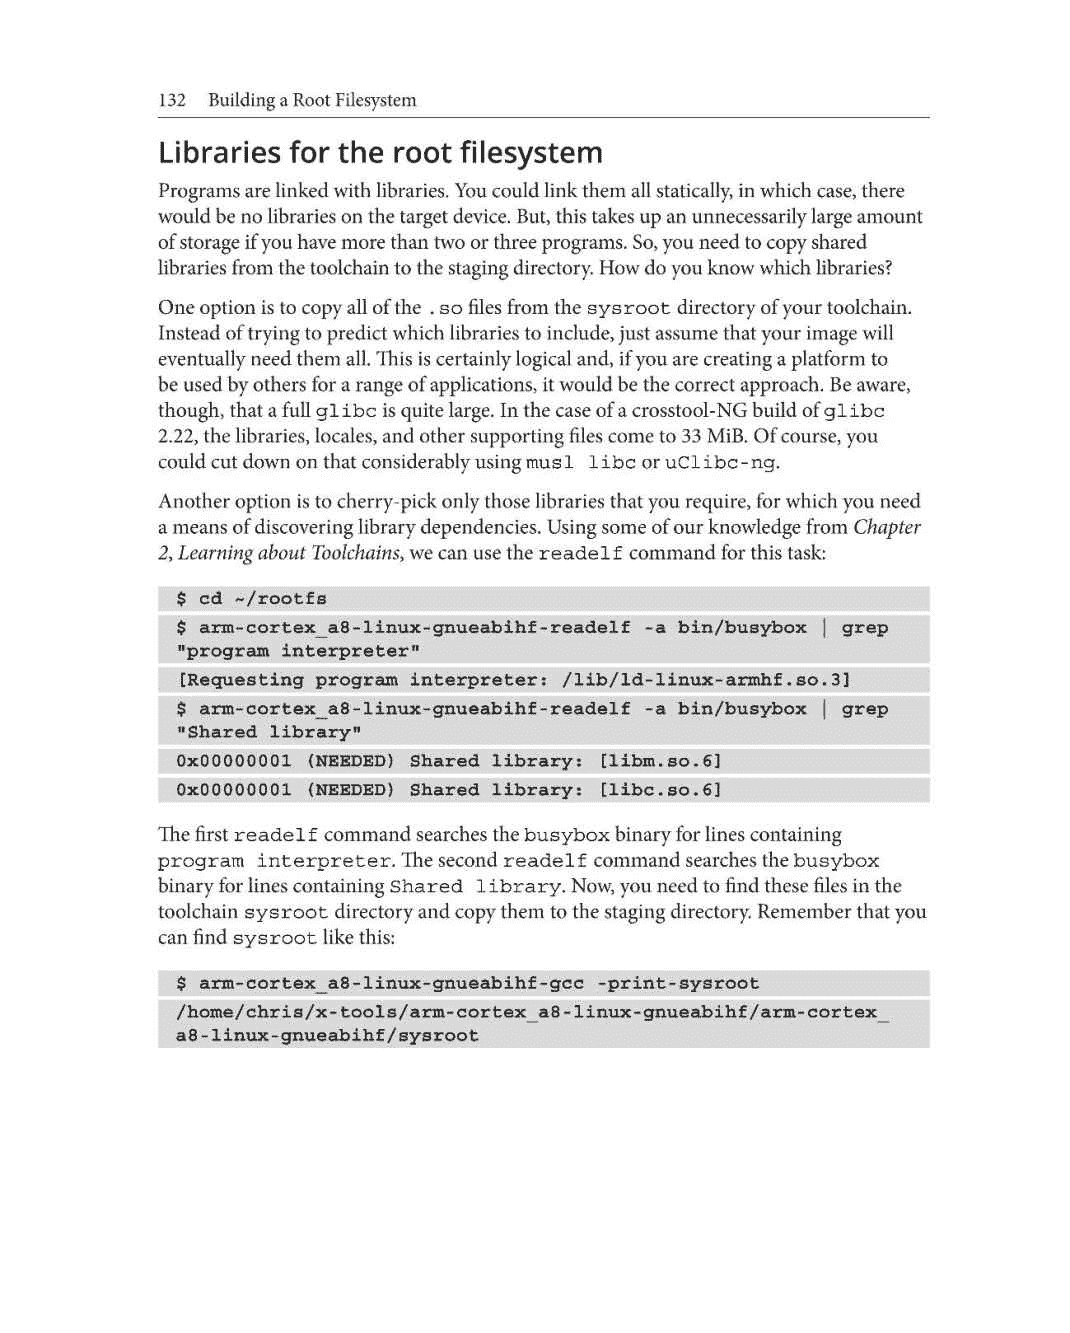 132 Building a Root Filesystem
Libraries for the root filesystem
Programs are linked with libraries. You could link them all statically, in which case, there
would be no libraries on the target device. But, this takes up an unnecessarily large amount
of storage if you have more than two or three programs. So, you need to copy shared
libraries from the toolchain to the staging directory. How do you know which libraries?
One option is to copy all of the .so files from the sysroot directory of your toolchain.
Instead of trying to predict which libraries to include, just assume that your image will
eventually need them all. This is certainly logical and, if you are creating a platform to
be used by others for a range of applications, it would be the correct approach. Be aware,
though, that a full glibc is quite large. In the case of a crosstool-NG build of glibc
2.22, the libraries, locales, and other supporting files come to 33 MiB. Of course, you
could cut down on that considerably using musl libc or uClibc-ng.
Another option is to cherry-pick only those libraries that you require, for which you need
a means of discovering library dependencies. Using some of our knowledge from Chapter
2, Learning about Toolchains, we can use the readelf command for this task:
$ cd ~/rootfs
$ arm-cortex_a8-linux-gnueabihf-readelf -a bin/busybox | grep
"program interpreter"
[Requesting program interpreter: /lib/ld-linux-armhf.so.3]
$ arm-cortex_a8-linux-gnueabihf-readelf -a bin/busybox | grep
"Shared library"
0x00000001 (NEEDED) Shared library: [libm.so.6]
0x00000001 (NEEDED) Shared library: [libc.so.6]
The first readelf command searches the busybox binary for lines containing
program interpreter. The second readelf command searches the busybox
binary for lines containing Shared library. Now, you need to find these files in the
toolchain sysroot directory and copy them to the staging directory. Remember that you
can find sysroot like this:
$ arm-cortex_a8-linux-gnueabihf-gcc -print-sysroot
/home/chris/x-tools/arm-cortex_a8-linux-gnueabihf/arm-cortex_
a8-linux-gnueabihf/sysroot